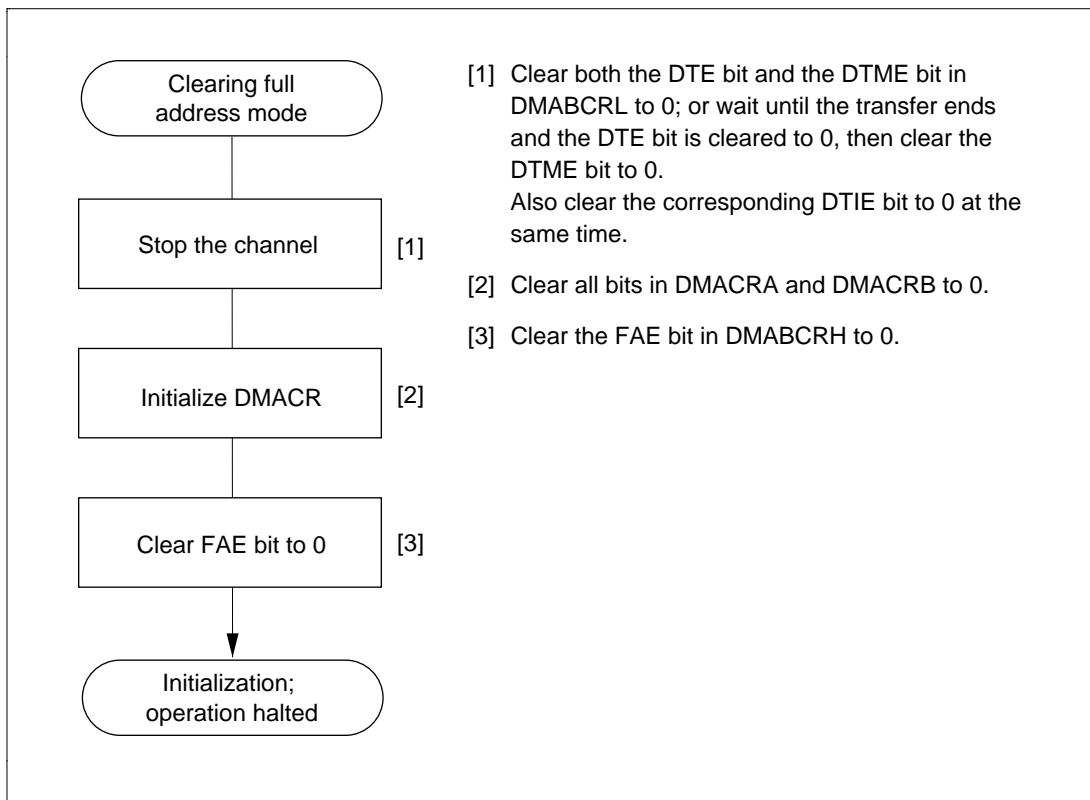 Clearing full
address mode
Stop the channel
[1]
Initialize DMACR
[2]
Clear FAE bit to 0
[3]
Initialization;
operation halted
[1] Clear both the DTE bit and the DTME bit in
DMABCRL to 0; or wait until the transfer ends
and the DTE bit is cleared to 0, then clear the
DTME bit to 0.
Also clear the corresponding DTIE bit to 0 at the
same time.
[2] Clear all bits in DMACRA and DMACRB to 0.
[3] Clear the FAE bit in DMABCRH to 0.